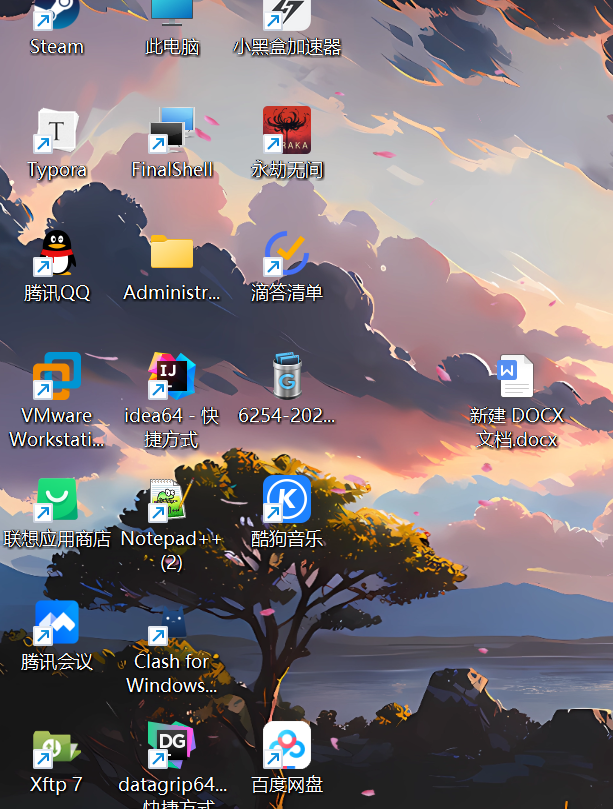 Steam
此电脑
小黑盒加速器
T
Typora
FinalShell
RAKA
永劫无间
腾讯QQ
Administr...
滴答清单
VMware
Workstati...
IJ
idea64 - 快
捷方式
G
6254-202...
W
新建 DOCX
文档.docx
联想应用商店
Notepad++
(2)
K
酷狗音乐
腾讯会议
Clash for
Windows...
Xftp 7
DG
datagrip64...
快捷方式
百度网盘